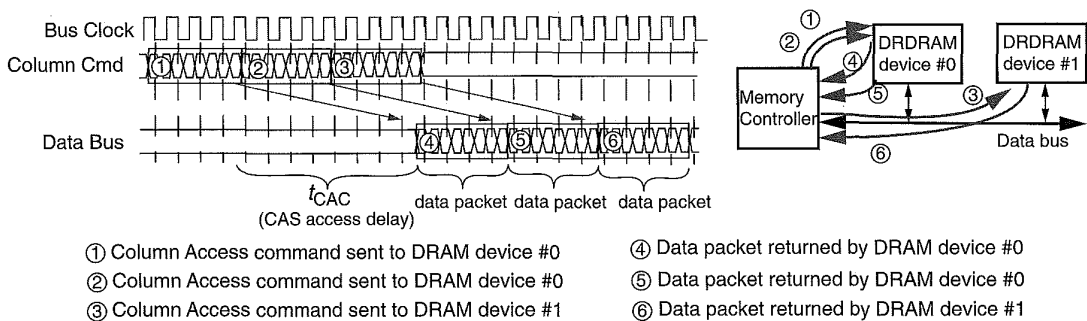 Bus Clock
Column Cmd
① ② ③
Data Bus
④ ⑤ ⑥
tCAC
(CAS access delay)
data packet data packet data packet
① ②
DRDRAM device #0
DRDRAM device #1
④ ⑤ ③
Memory Controller
⑥
Data bus
① Column Access command sent to DRAM device #0
② Column Access command sent to DRAM device #0
③ Column Access command sent to DRAM device #1
④ Data packet returned by DRAM device #0
⑤ Data packet returned by DRAM device #0
⑥ Data packet returned by DRAM device #1